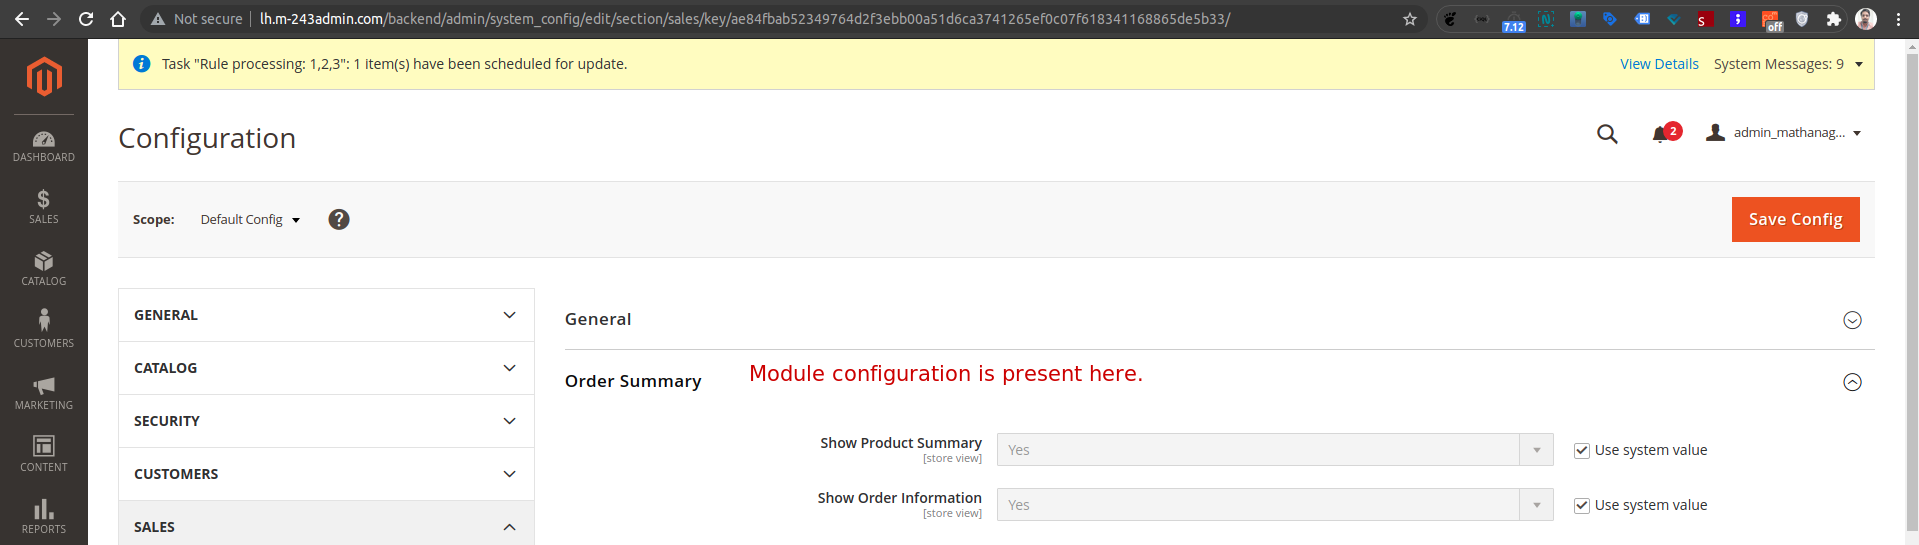 Not secure | lh.m-243admin.com/backend/admin/system_config/edit/section/sales/key/ae84fbab52349764d2f3ebb00a51d6ca3741265ef0c07f618341168865de5b33/
7.12
N
S
off
Task "Rule processing: 1,2,3": 1 item(s) have been scheduled for update.
View Details
System Messages: 9
Configuration
2
admin_mathanag...
Scope:
Default Config
?
Save Config
DASHBOARD
$
SALES
CATALOG
CUSTOMERS
MARKETING
CONTENT
REPORTS
GENERAL
CATALOG
SECURITY
CUSTOMERS
SALES
General
Order Summary
Module configuration is present here.
Show Product Summary
[store view]
Yes
Use system value
Show Order Information
[store view]
Yes
Use system value